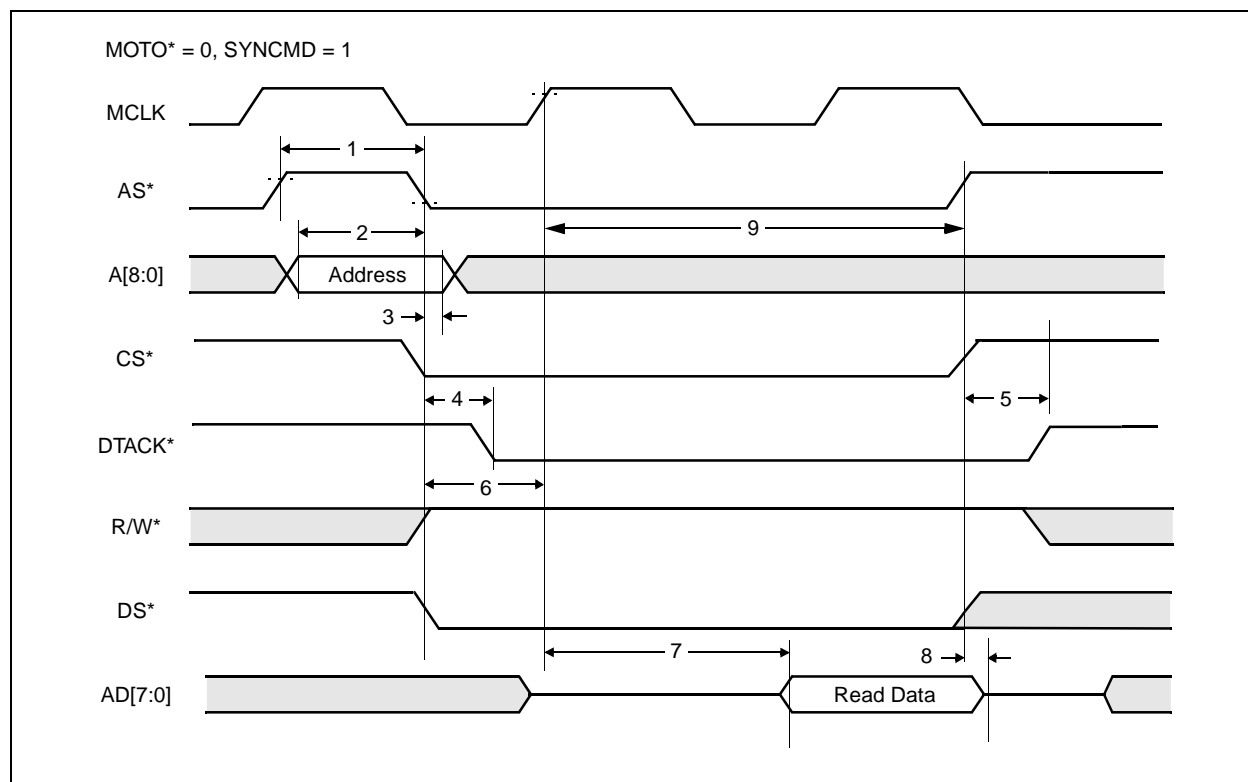 MOTO* = 0, SYNCMD = 1
MCLK
1
AS*
2
9
A[8:0]
Address
3
CS*
4
5
DTACK*
6
R/W*
DS*
7
8
AD[7:0]
Read Data